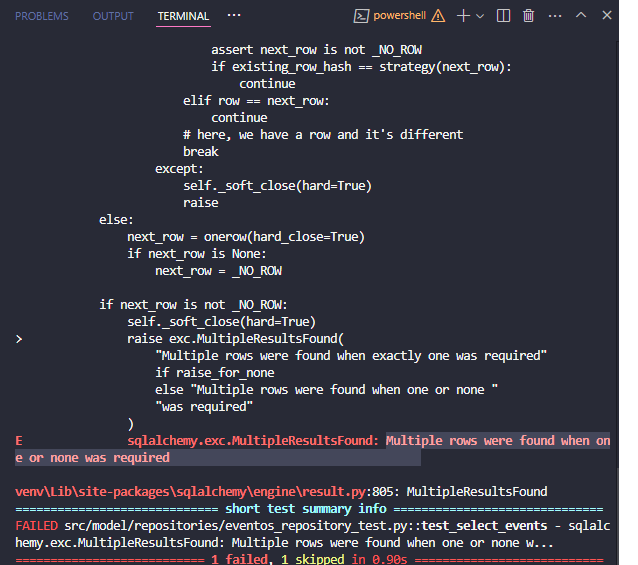 PROBLEMS OUTPUT TERMINAL ... powershell
assert next_row is not _NO_ROW
if existing_row_hash == strategy(next_row):
continue
elif row == next_row:
continue
# here, we have a row and it's different
break
except:
self._soft_close(hard=True)
raise
else:
next_row = onerow(hard_close=True)
if next_row is None:
next_row = _NO_ROW
if next_row is not _NO_ROW:
self._soft_close(hard=True)
> raise exc.MultipleResultsFound(
"Multiple rows were found when exactly one was required"
if raise_for_none
else "Multiple rows were found when one or none "
"was required"
)
E sqlalchemy.exc.MultipleResultsFound: Multiple rows were found when on
e or none was required
venv\Lib\site-packages\sqlalchemy\engine\result.py:805: MultipleResultsFound
========================= short test summary info ==========================
FAILED src/model/repositories/eventos_repository_test.py::test_select_events - sqlalc
hemy.exc.MultipleResultsFound: Multiple rows were found when one or none w...
======================= 1 failed, 1 skipped in 0.90s =======================